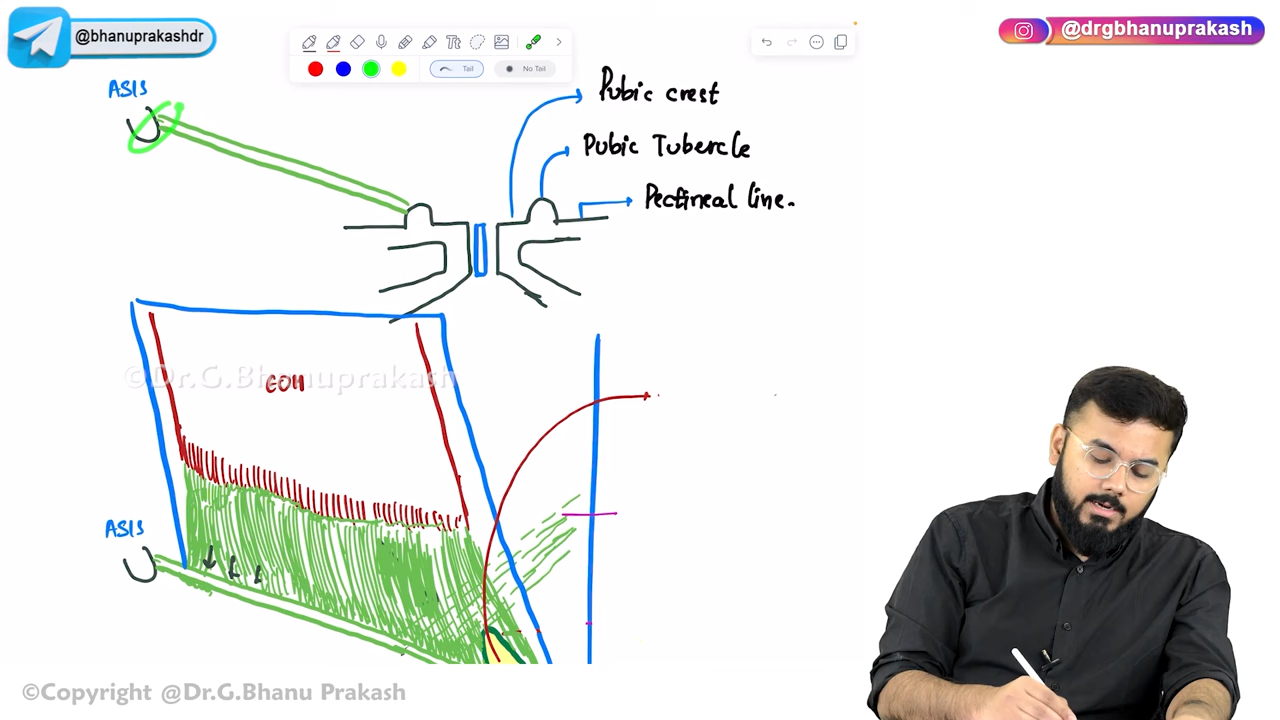 @bhanuprakashdr
@drgbhanuprakash
Tail
No Tail
ASIS
Pubic crest
Pubic Tubercle
Pectineal line.
©Dr.G.Bhanuprakash
EOM
ASIS
©Copyright @Dr.G.Bhanu Prakash